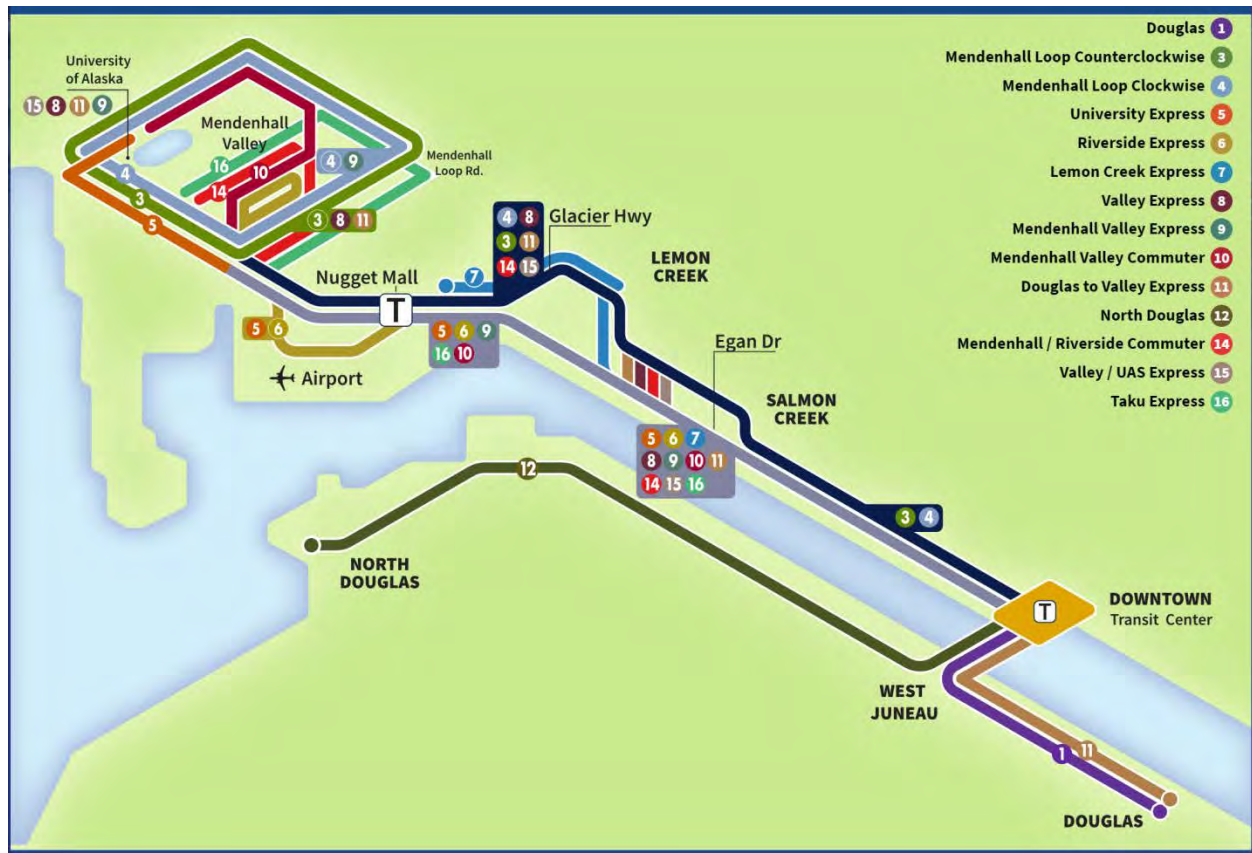 Douglas 1
Mendenhall Loop Counterclockwise 3
Mendenhall Loop Clockwise 4
University Express 5
Riverside Express 6
Lemon Creek Express 7
Valley Express 8
Mendenhall Valley Express 9
Mendenhall Valley Commuter 10
Douglas to Valley Express 11
North Douglas 12
Mendenhall / Riverside Commuter 14
Valley / UAS Express 15
Taku Express 16
University
of Alaska
15 8 11 9
Mendenhall
Valley
16
4 9
Mendenhall
Loop Rd.
4
10
14
3
3 8 11
5
4 8
Glacier Hwy
3 11
14 15
LEMON
CREEK
Nugget Mall
7
T
5 6
5 6 9
16 10
Airport
Egan Dr
SALMON
CREEK
5 6 7
8 9 10 11
14 15 16
12
3 4
NORTH
DOUGLAS
T
DOWNTOWN
Transit Center
WEST
JUNEAU
1 11
DOUGLAS